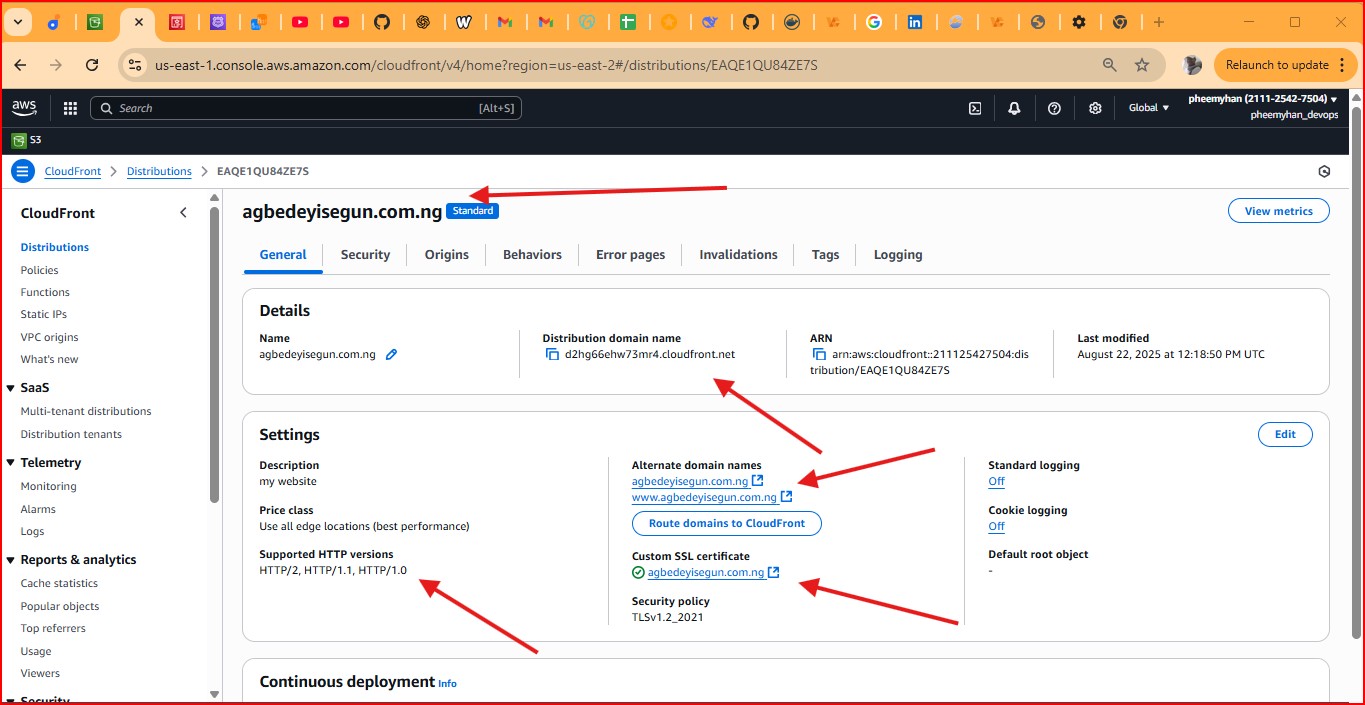 us-east-1.console.aws.amazon.com/cloudfront/v4/home?region=us-east-2#/distributions/EAQE1QU84ZE7S
Relaunch to update
aws
Search
[Alt+S]
Global
pheemyhan (2111-2542-7504)
pheemyhan_devops
S3
CloudFront
Distributions
EAQE1QU84ZE7S
CloudFront
Distributions
Policies
Functions
Static IPs
VPC origins
What's new
SaaS
Multi-tenant distributions
Distribution tenants
Telemetry
Monitoring
Alarms
Logs
Reports & analytics
Cache statistics
Popular objects
Top referrers
Usage
Viewers
Security
agbedeyisegun.com.ng
Standard
View metrics
General
Security
Origins
Behaviors
Error pages
Invalidations
Tags
Logging
Details
Name
agbedeyisegun.com.ng
Distribution domain name
d2hg66ehw73mr4.cloudfront.net
ARN
arn:aws:cloudfront::211125427504:dis
tribution/EAQE1QU84ZE7S
Last modified
August 22, 2025 at 12:18:50 PM UTC
Settings
Edit
Description
my website
Price class
Use all edge locations (best performance)
Supported HTTP versions
HTTP/2, HTTP/1.1, HTTP/1.0
Alternate domain names
agbedeyisegun.com.ng
www.agbedeyisegun.com.ng
Route domains to CloudFront
Custom SSL certificate
agbedeyisegun.com.ng
Security policy
TLSv1.2_2021
Standard logging
Off
Cookie logging
Off
Default root object
-
Continuous deployment Info